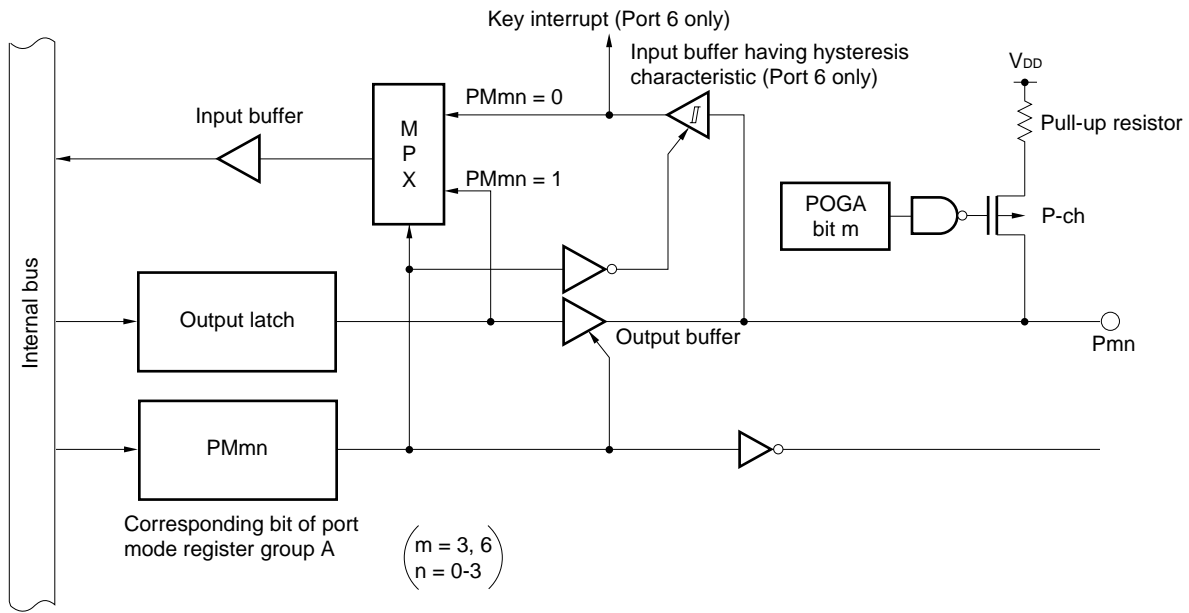 Key interrupt (Port 6 only)
Input buffer having hysteresis
characteristic (Port 6 only)
VDD
Pull-up resistor
PMmn = 0
Input buffer
M
P
X
PMmn = 1
POGA
bit m
P-ch
Internal bus
Output latch
Output buffer
Pmn
PMmn
Corresponding bit of port
mode register group A
m = 3, 6
n = 0-3